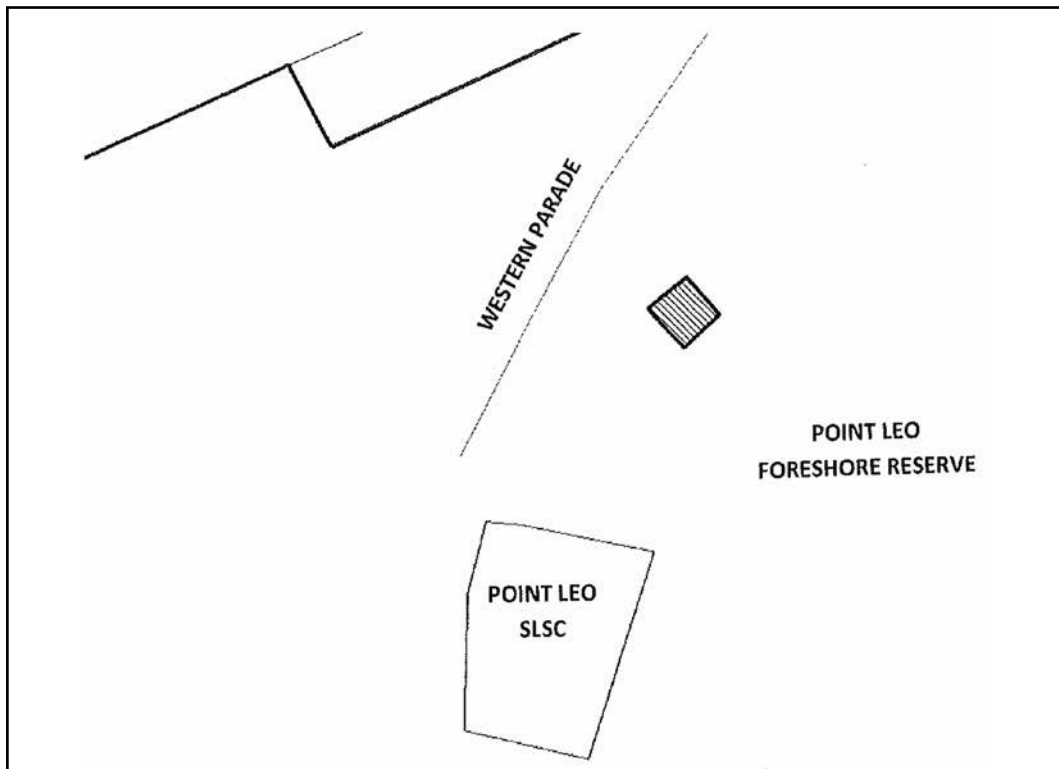 WESTERN PARADE
POINT LEO
FORESHORE RESERVE
POINT LEO
SLSC